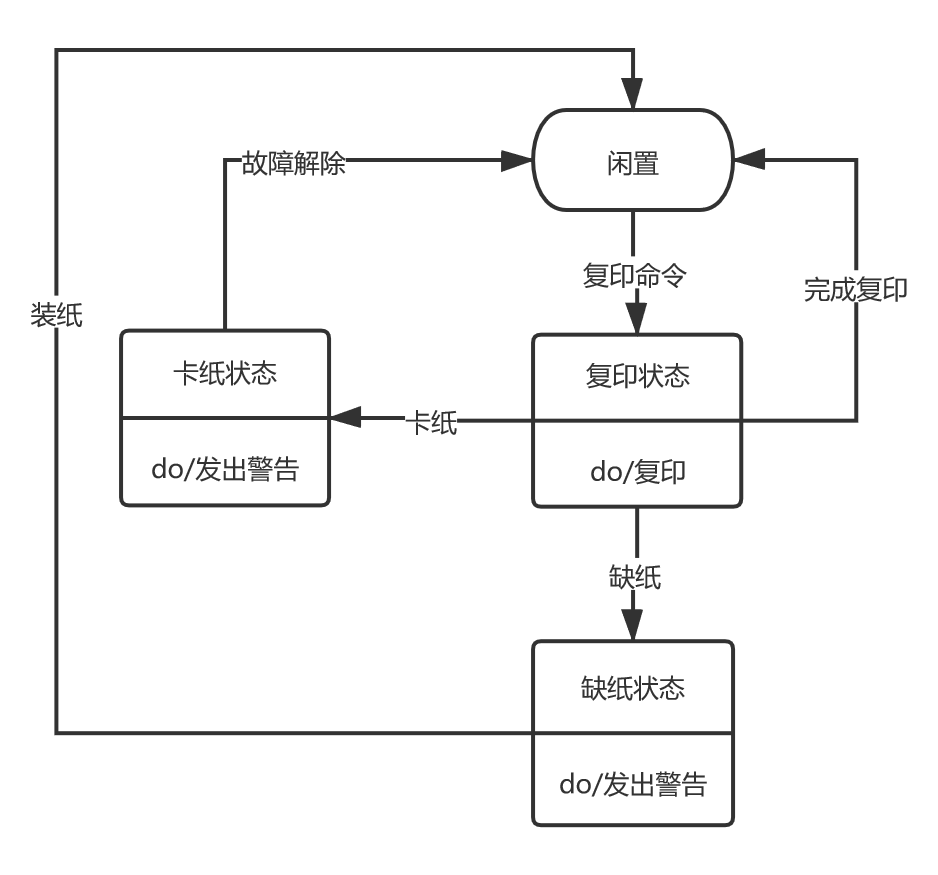 闲置
故障解除
复印命令
完成复印
装纸
卡纸状态
do/发出警告
卡纸
复印状态
do/复印
缺纸
缺纸状态
do/发出警告